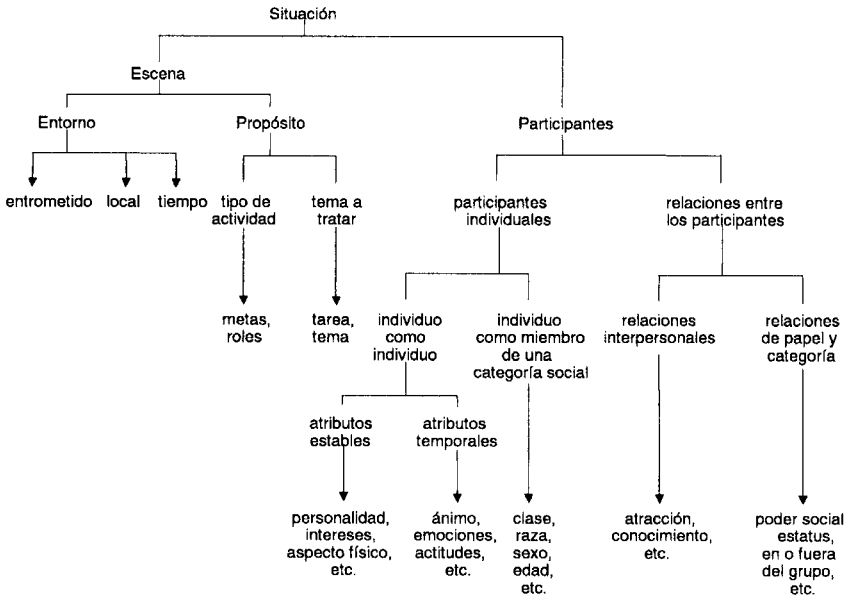 Situación
Escena
Entorno
Propósito
Participantes
entrometido
local
tiempo
tipo de
actividad
tema a
tratar
participantes
individuales
relaciones entre
los participantes
metas,
roles
tarea,
tema
individuo
como
individuo
individuo
como miembro
de una
categoría social
relaciones
interpersonales
relaciones
de papel y
categoría
atributos
estables
atributos
temporales
personalidad,
intereses,
aspecto físico,
etc.
ánimo,
emociones,
actitudes,
etc.
clase,
raza,
sexo,
edad,
etc.
atracción,
conocimiento,
etc.
poder social
estatus,
en o fuera
del grupo,
etc.